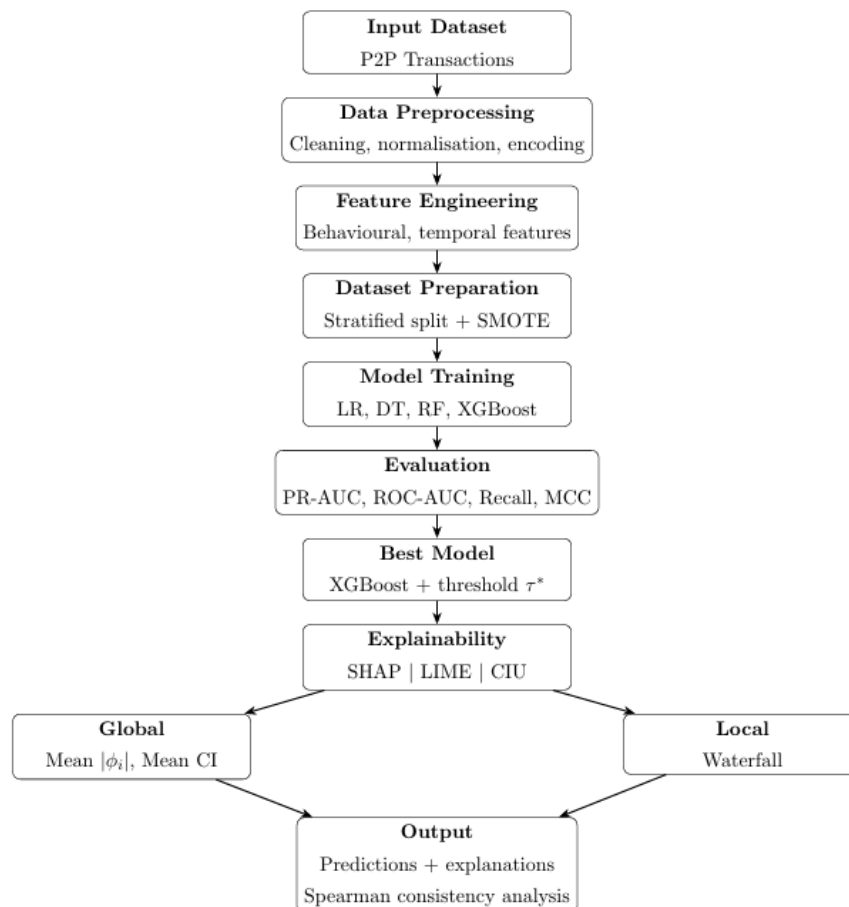 Input Dataset
P2P Transactions
Data Preprocessing
Cleaning, normalisation, encoding
Feature Engineering
Behavioural, temporal features
Dataset Preparation
Stratified split + SMOTE
Model Training
LR, DT, RF, XGBoost
Evaluation
PR-AUC, ROC-AUC, Recall, MCC
Best Model
XGBoost + threshold τ*
Explainability
SHAP | LIME | CIU
Global
Mean |ϕᵢ|, Mean CI
Local
Waterfall
Output
Predictions + explanations
Spearman consistency analysis